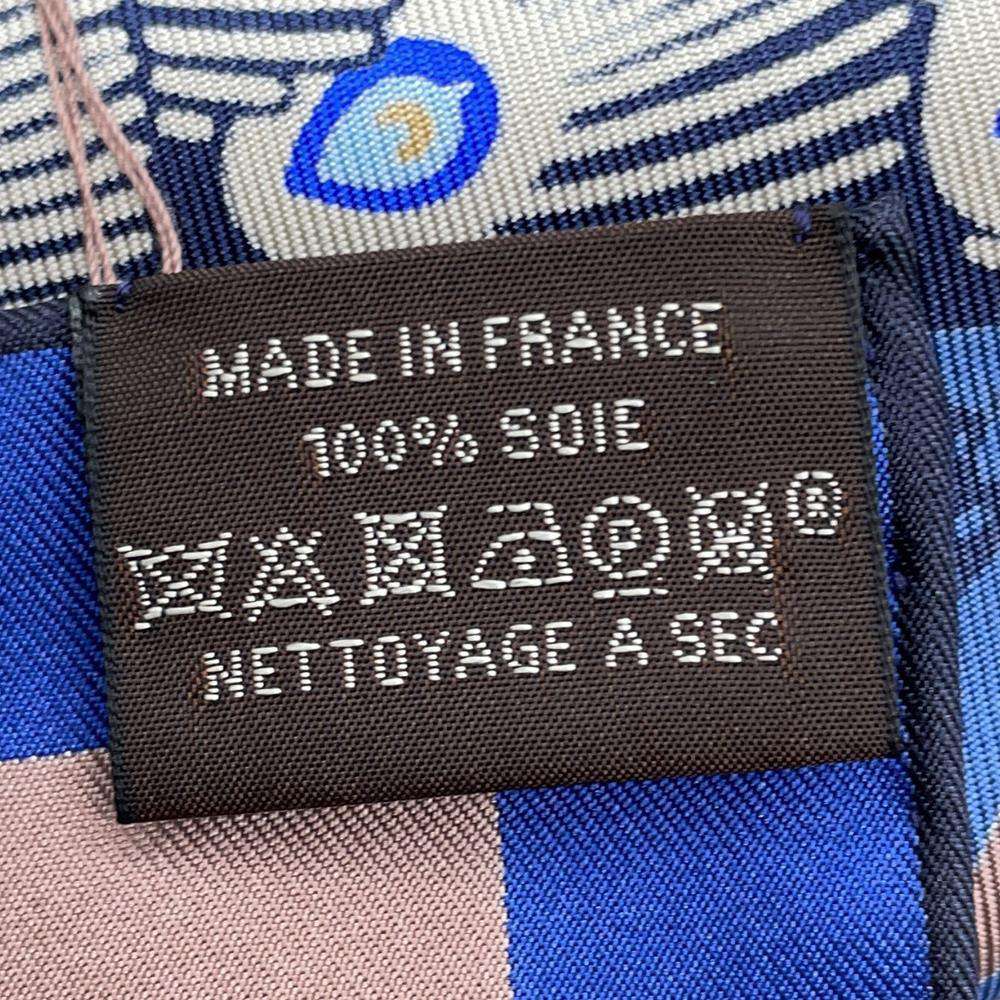 MADE IN FRANCE
100% SOIE
P W ®
NETTOYAGE A SEC